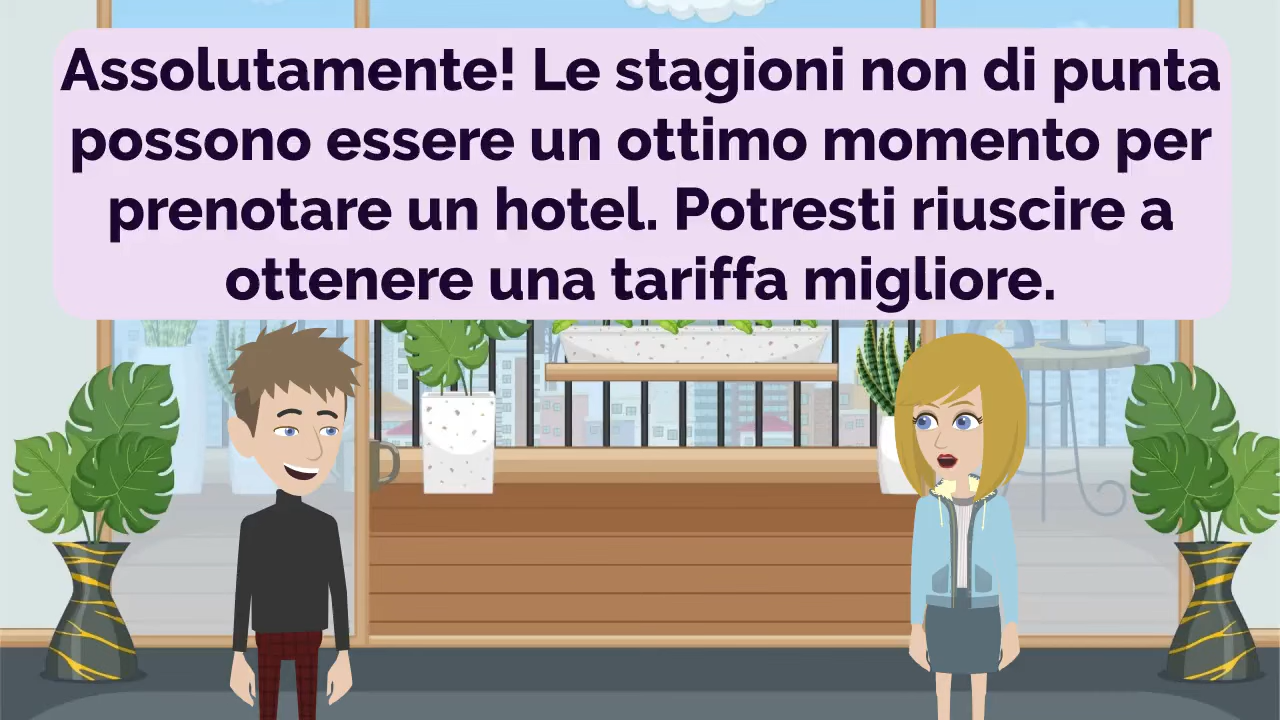 Assolutamente! Le stagioni non di punta
possono essere un ottimo momento per
prenotare un hotel. Potresti riuscire a
ottenere una tariffa migliore.